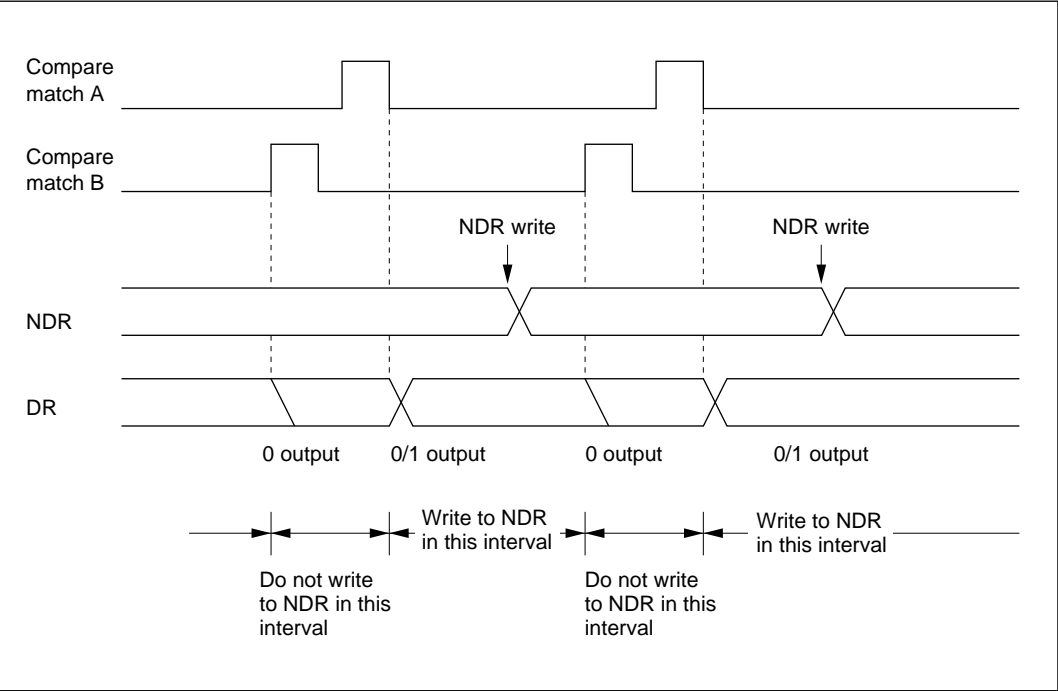 Compare
match A
Compare
match B
NDR write
NDR write
NDR
DR
0 output
0/1 output
0 output
0/1 output
Write to NDR
in this interval
Write to NDR
in this interval
Do not write
to NDR in this
interval
Do not write
to NDR in this
interval